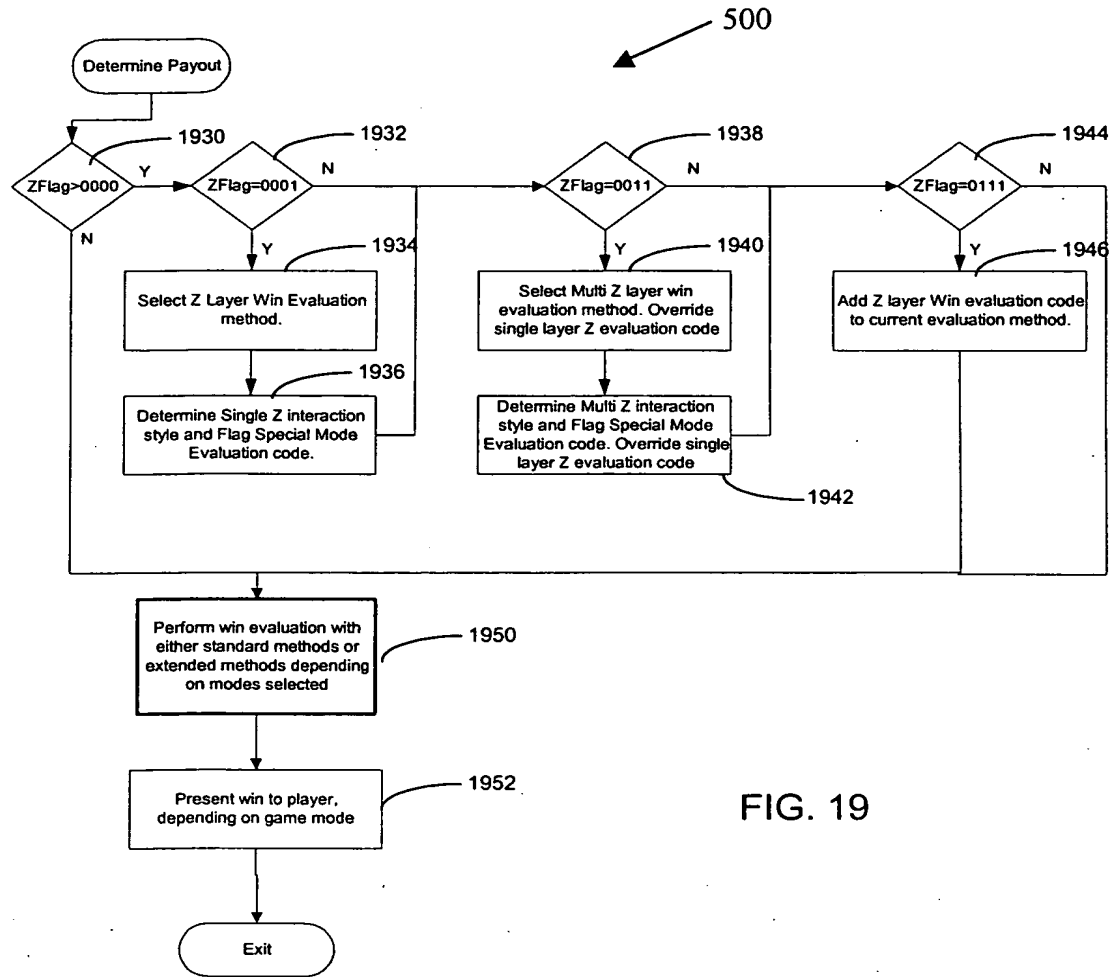 500
Determine Payout
1930
1932
1938
1944
ZFlag>0000
Y
ZFlag=0001
N
ZFlag=0011
N
ZFlag=0111
N
N
Y
1934
Y
1940
Y
1946
Select Z Layer Win Evaluation
method.
Select Multi Z layer win
evaluation method. Override
single layer Z evaluation code
Add Z layer Win evaluation code
to current evaluation method.
1936
Determine Single Z interaction
style and Flag Special Mode
Evaluation code.
Determine Multi Z interaction
style and Flag Special Mode
Evaluation code. Override single
layer Z evaluation code
1942
Perform win evaluation with
either standard methods or
extended methods depending
on modes selected
1950
Present win to player,
depending on game mode
1952
FIG. 19
Exit